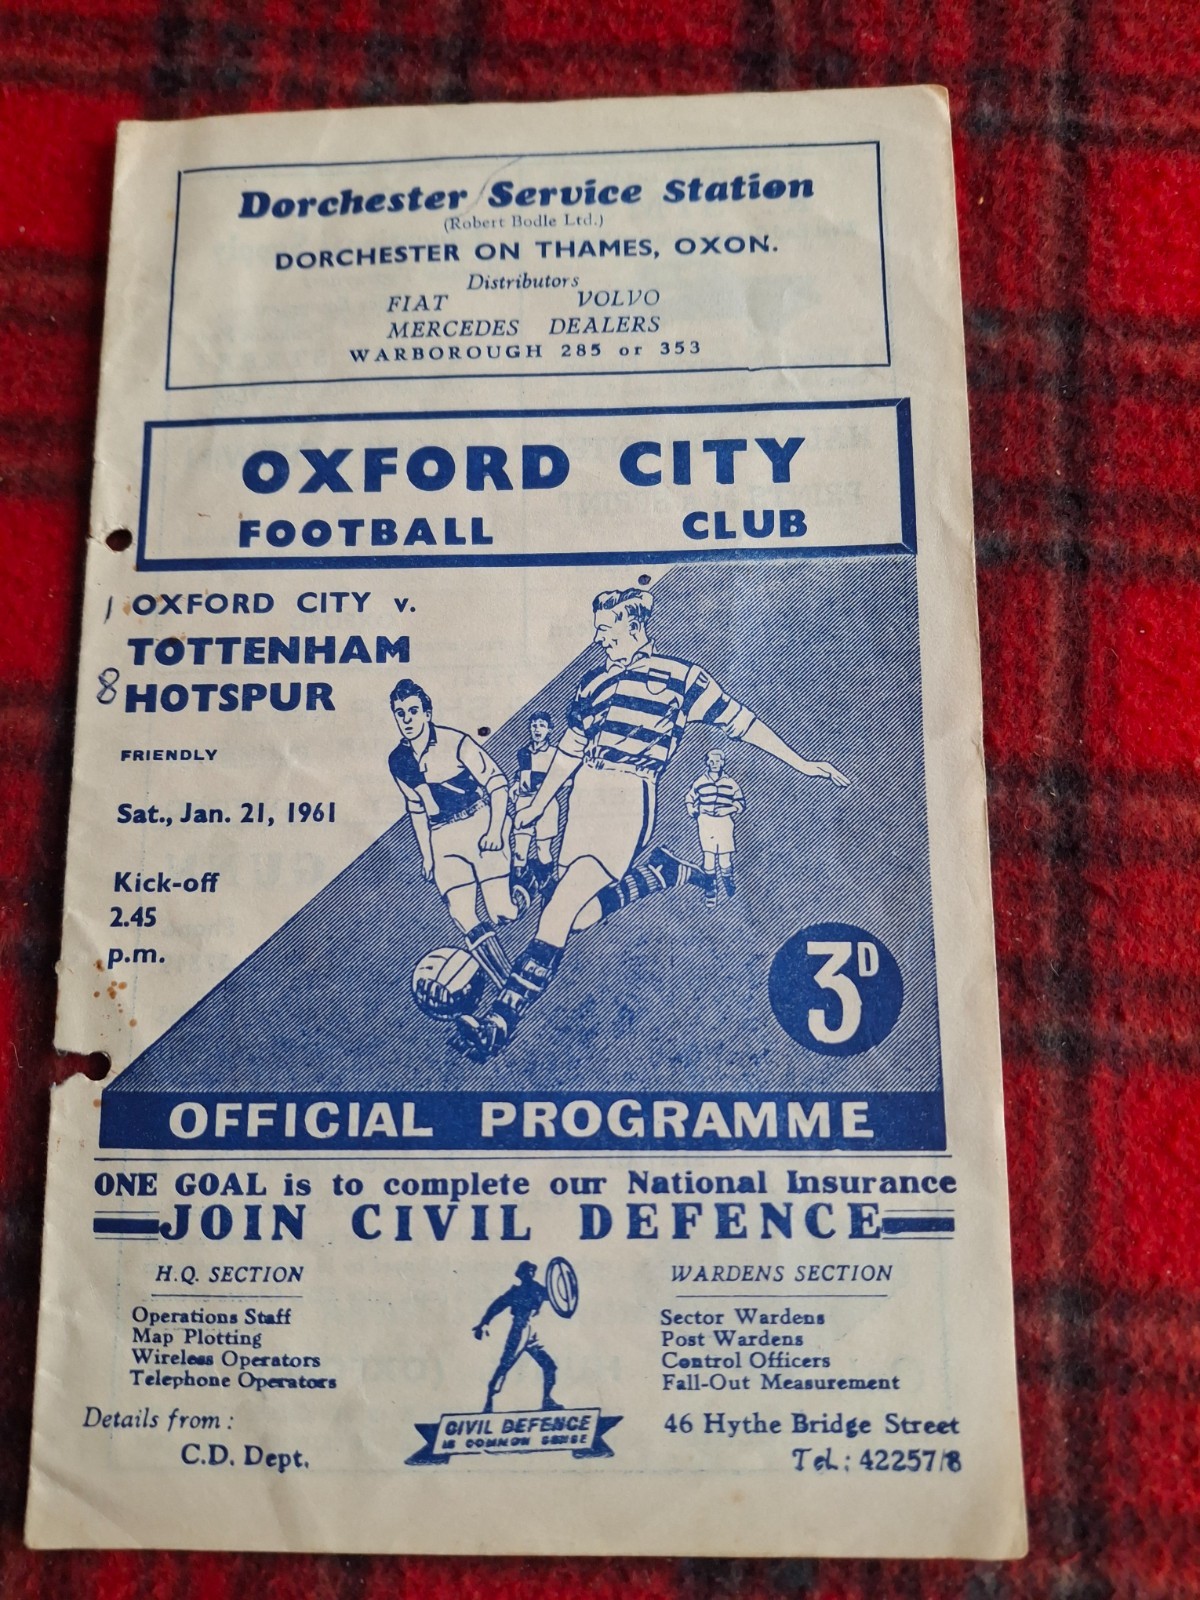 Dorchester Service Station
(Robert Bodle Ltd.)
DORCHESTER ON THAMES, OXON.
Distributors
FIAT VOLVO
MERCEDES DEALERS
WARBOROUGH 285 or 353
OXFORD CITY
FOOTBALL CLUB
1 OXFORD CITY v.
TOTTENHAM
8 HOTSPUR
FRIENDLY
Sat., Jan. 21, 1961
Kick-off
2.45
p.m.
3D
OFFICIAL PROGRAMME
ONE GOAL is to complete our National Insurance
JOIN CIVIL DEFENCE
H.Q. SECTION
Operations Staff
Map Plotting
Wireless Operators
Telephone Operators
Details from :
C.D. Dept.
CIVIL DEFENCE
IS COMMON SENSE
WARDENS SECTION
Sector Wardens
Post Wardens
Control Officers
Fall-Out Measurement
46 Hythe Bridge Street
Tel.: 42257/8